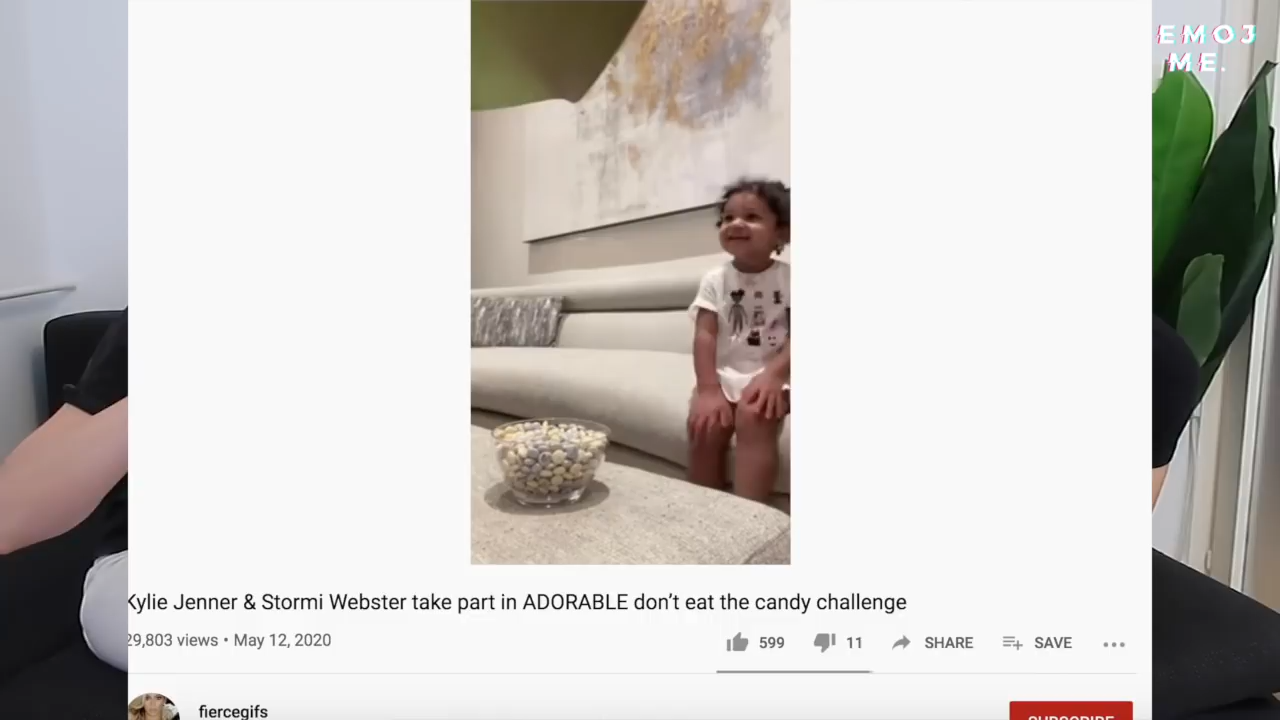 EMOJ
ME.
Kylie Jenner & Stormi Webster take part in ADORABLE don't eat the candy challenge
29,803 views • May 12, 2020
599
11
SHARE
SAVE
fiercegifs
SUBSCRIBE